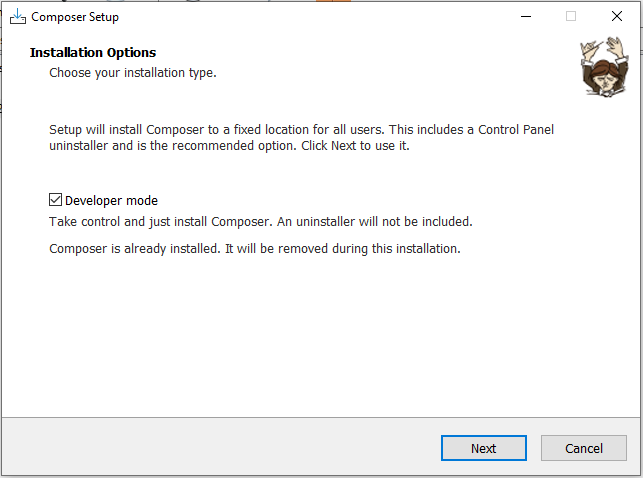 Composer Setup
Installation Options
Choose your installation type.
Setup will install Composer to a fixed location for all users. This includes a Control Panel
uninstaller and is the recommended option. Click Next to use it.
Developer mode
Take control and just install Composer. An uninstaller will not be included.
Composer is already installed. It will be removed during this installation.
Next
Cancel